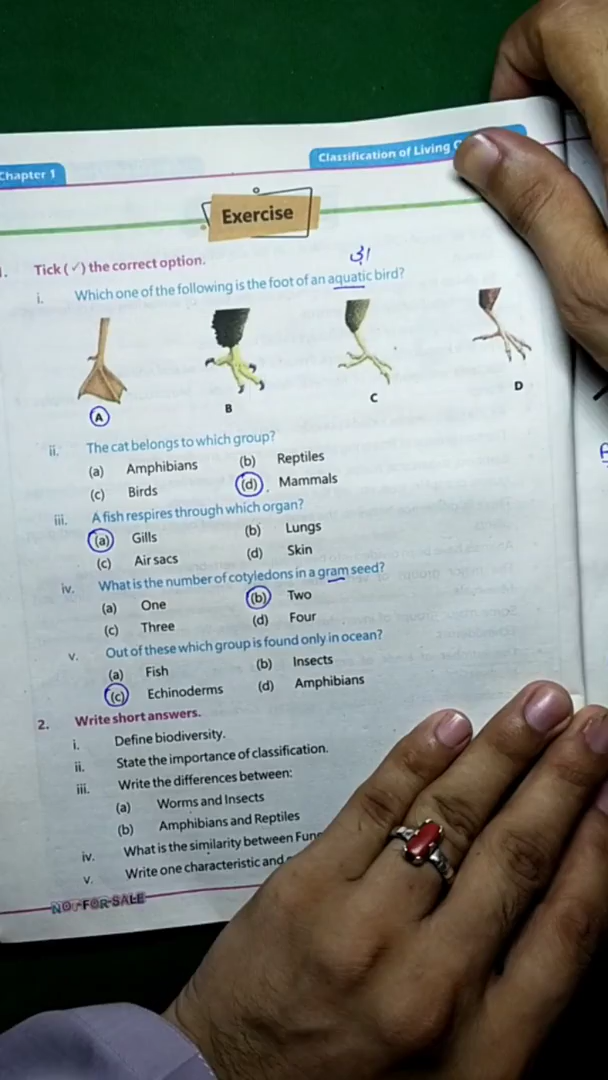 Chapter 1
Classification of Living
Exercise
Tick (✓) the correct option.
i. Which one of the following is the foot of an aquatic bird?
A
B
C
D
ii. The cat belongs to which group?
(a) Amphibians (b) Reptiles
(c) Birds (d) Mammals
iii. A fish respires through which organ?
(a) Gills (b) Lungs
(c) Air sacs (d) Skin
iv. What is the number of cotyledons in a gram seed?
(a) One (b) Two
(c) Three (d) Four
v. Out of these which group is found only in ocean?
(a) Fish (b) Insects
(c) Echinoderms (d) Amphibians
2. Write short answers.
i. Define biodiversity.
ii. State the importance of classification.
iii. Write the differences between:
(a) Worms and Insects
(b) Amphibians and Reptiles
iv. What is the similarity between
v. Write one characteristic and
NOT FOR SALE